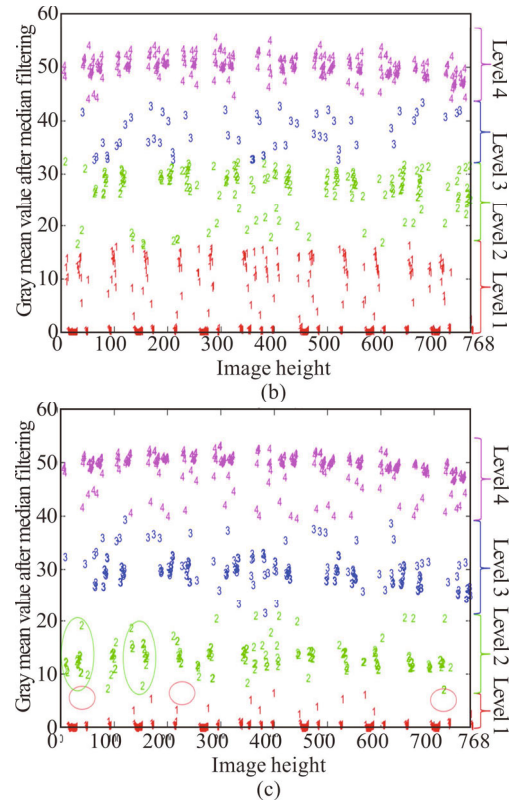 Gray mean value after median filtering
60
50
40
30
20
10
0
0 100 200 300 400 500 600 700 768
Image height
Level 4
Level 3
Level 2
Level 1
(b)
Gray mean value after median filtering
60
50
40
30
20
10
0
0 100 200 300 400 500 600 700 768
Image height
Level 4
Level 3
Level 2
Level 1
(c)